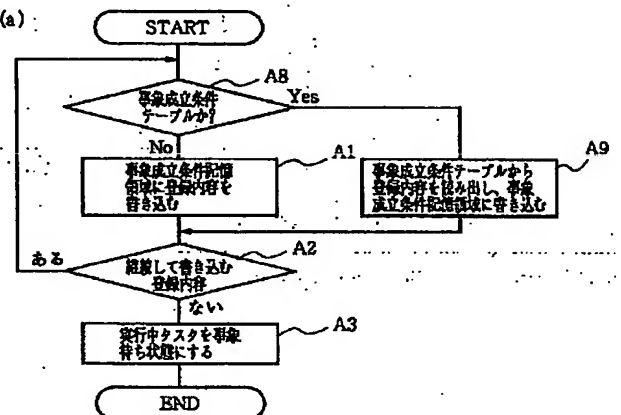 (a)
START
A8
事象成立条件
テーブルか?
Yes
No
A1
事象成立条件記憶
領域に登録内容を
書き込む
A9
事象成立条件テーブルから
登録内容を読み出し、事象
成立条件記憶領域に書き込む
A2
ある
継続して書き込む
登録内容
ない
A3
実行中タスクを事象
待ち状態にする
END